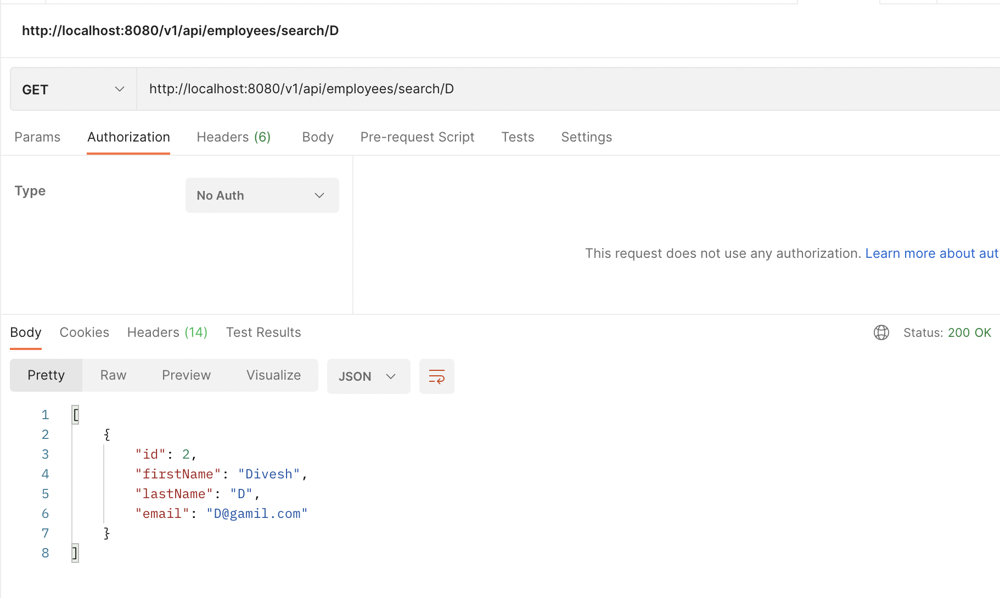 http://localhost:8080/v1/api/employees/search/D
GET http://localhost:8080/v1/api/employees/search/D
Params Authorization Headers (6) Body Pre-request Script Tests Settings
Type No Auth
This request does not use any authorization. Learn more about aut
Body Cookies Headers (14) Test Results Status: 200 OK
Pretty Raw Preview Visualize JSON
1 [
2 {
3 "id": 2,
4 "firstName": "Divesh",
5 "lastName": "D",
6 "email": "D@gamil.com"
7 }
8 ]